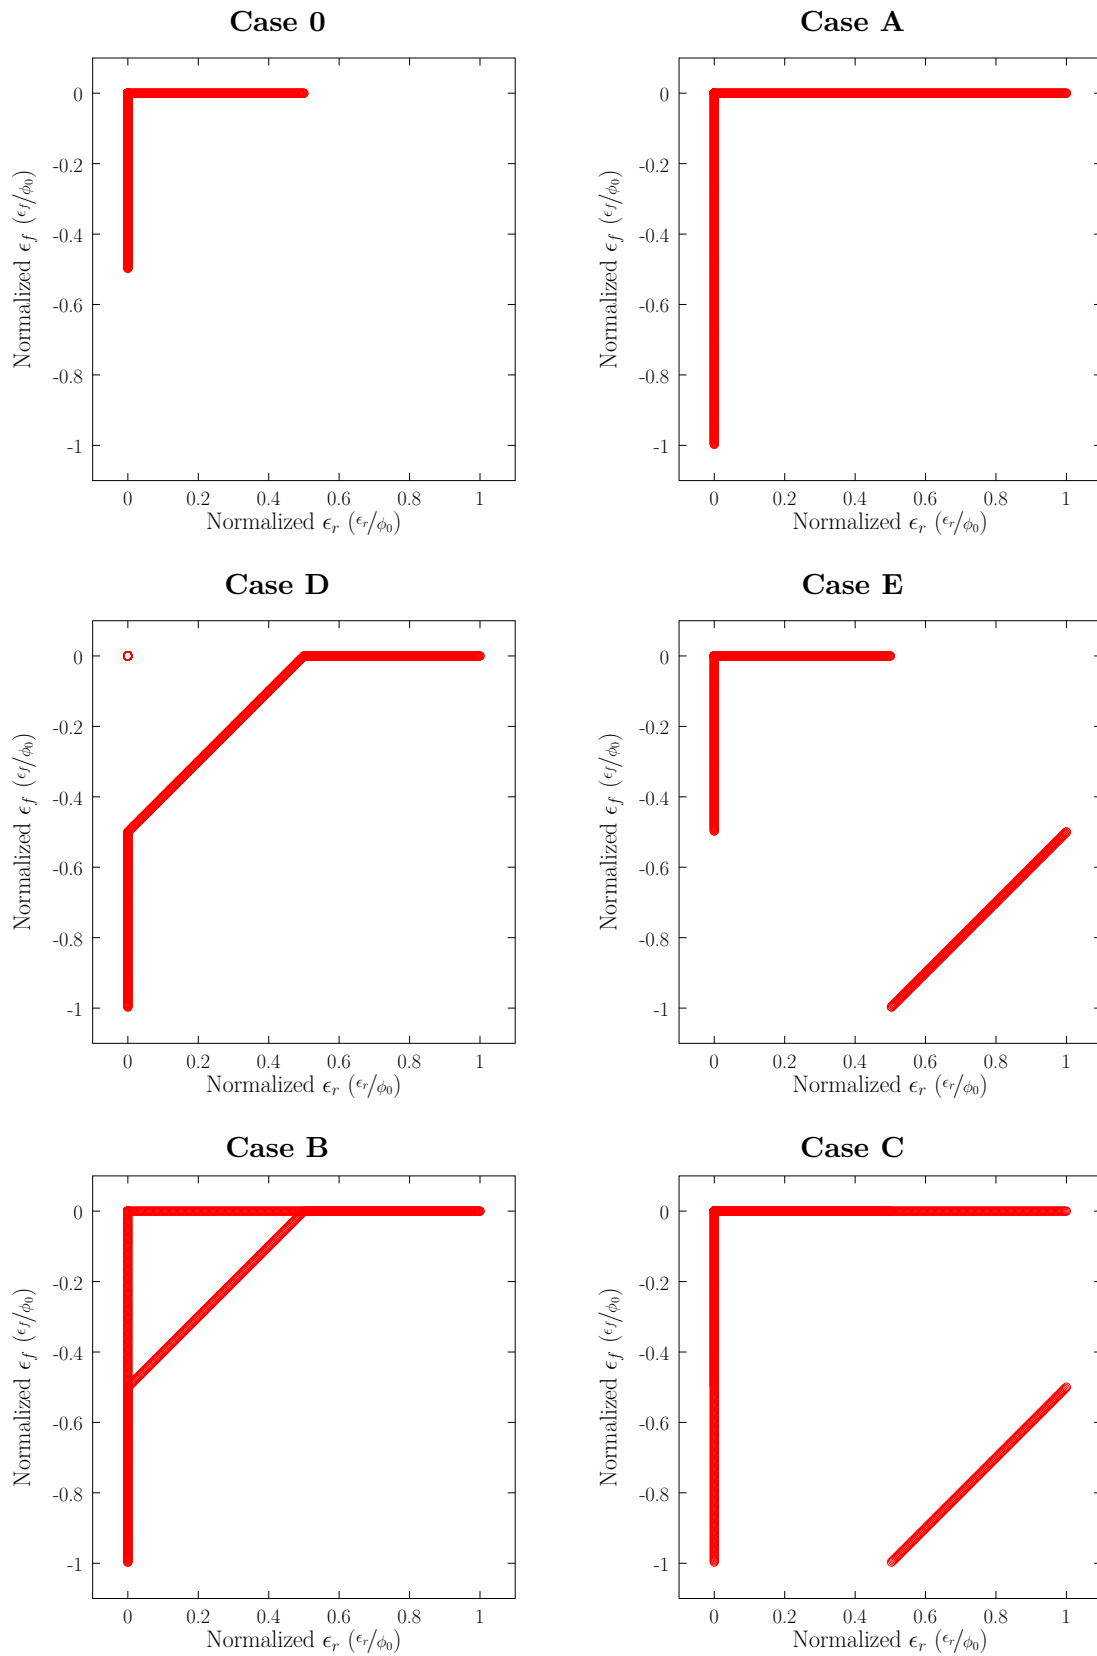 Case 0
0
-0.2
-0.4
-0.6
-0.8
-1
Normalized ϵf (ϵf/ϕ0)
0 0.2 0.4 0.6 0.8 1
Normalized ϵr (ϵr/ϕ0)
Case A
0
-0.2
-0.4
-0.6
-0.8
-1
Normalized ϵf (ϵf/ϕ0)
0 0.2 0.4 0.6 0.8 1
Normalized ϵr (ϵr/ϕ0)
Case D
0
-0.2
-0.4
-0.6
-0.8
-1
Normalized ϵf (ϵf/ϕ0)
0 0.2 0.4 0.6 0.8 1
Normalized ϵr (ϵr/ϕ0)
Case E
0
-0.2
-0.4
-0.6
-0.8
-1
Normalized ϵf (ϵf/ϕ0)
0 0.2 0.4 0.6 0.8 1
Normalized ϵr (ϵr/ϕ0)
Case B
0
-0.2
-0.4
-0.6
-0.8
-1
Normalized ϵf (ϵf/ϕ0)
0 0.2 0.4 0.6 0.8 1
Normalized ϵr (ϵr/ϕ0)
Case C
0
-0.2
-0.4
-0.6
-0.8
-1
Normalized ϵf (ϵf/ϕ0)
0 0.2 0.4 0.6 0.8 1
Normalized ϵr (ϵr/ϕ0)